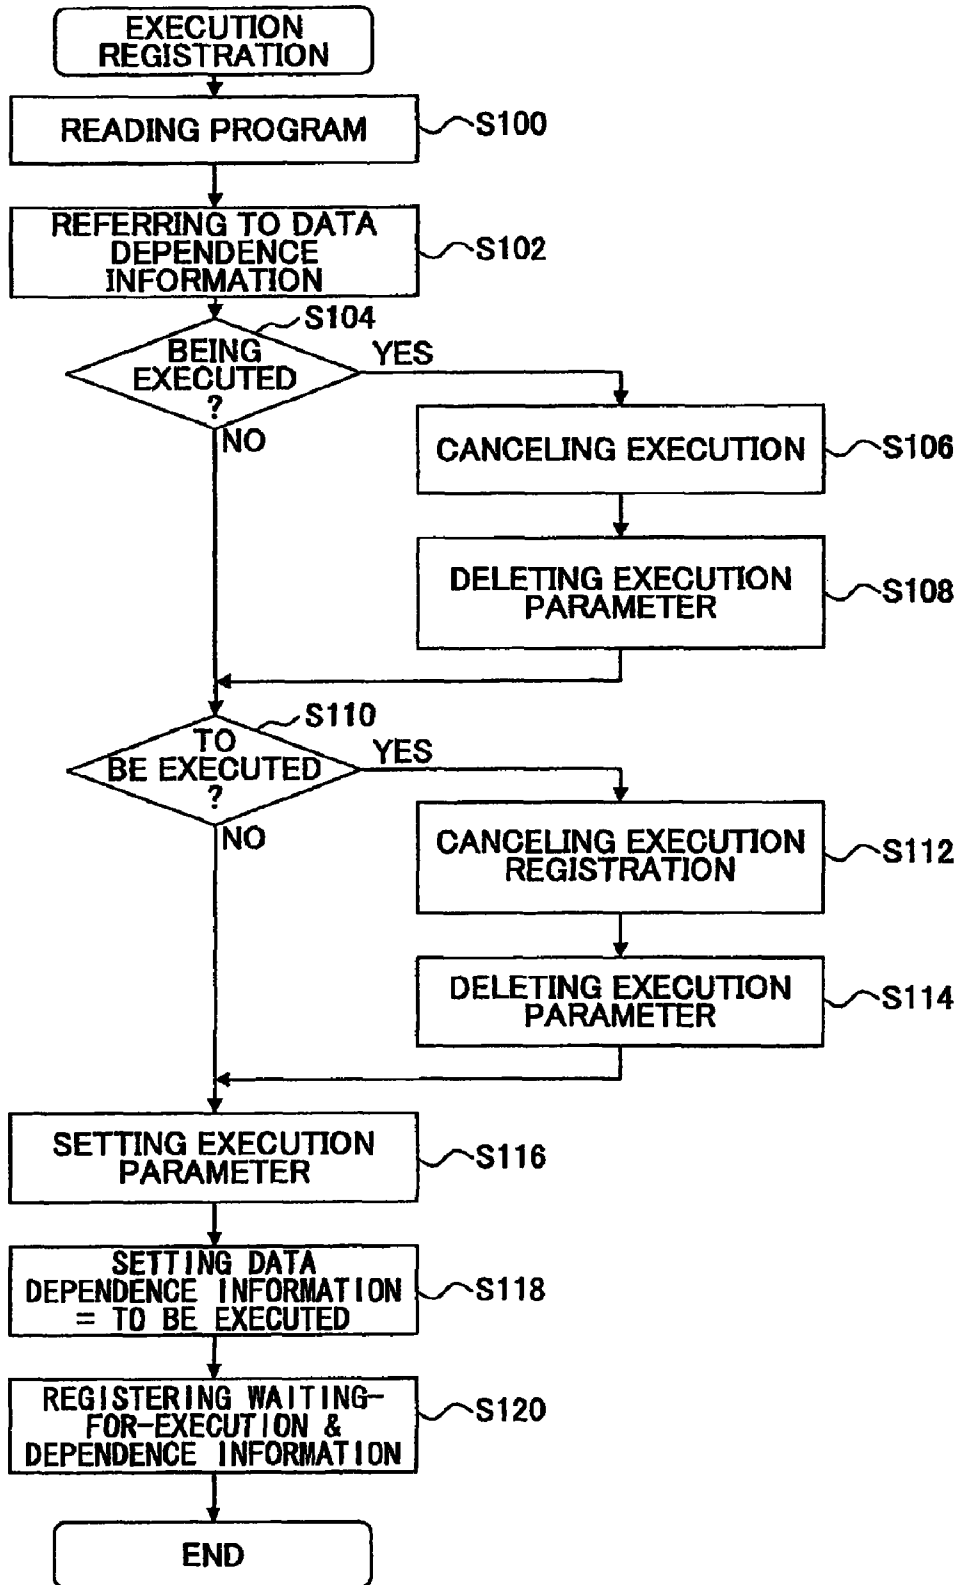 EXECUTION
REGISTRATION
READING PROGRAM
S100
REFERRING TO DATA
DEPENDENCE
INFORMATION
S102
S104
BEING
EXECUTED
?
YES
NO
CANCELING EXECUTION
S106
DELETING EXECUTION
PARAMETER
S108
S110
TO
BE EXECUTED
?
YES
NO
CANCELING EXECUTION
REGISTRATION
S112
DELETING EXECUTION
PARAMETER
S114
SETTING EXECUTION
PARAMETER
S116
SETTING DATA
DEPENDENCE INFORMATION
= TO BE EXECUTED
S118
REGISTERING WAITING-
FOR-EXECUTION &
DEPENDENCE INFORMATION
S120
END